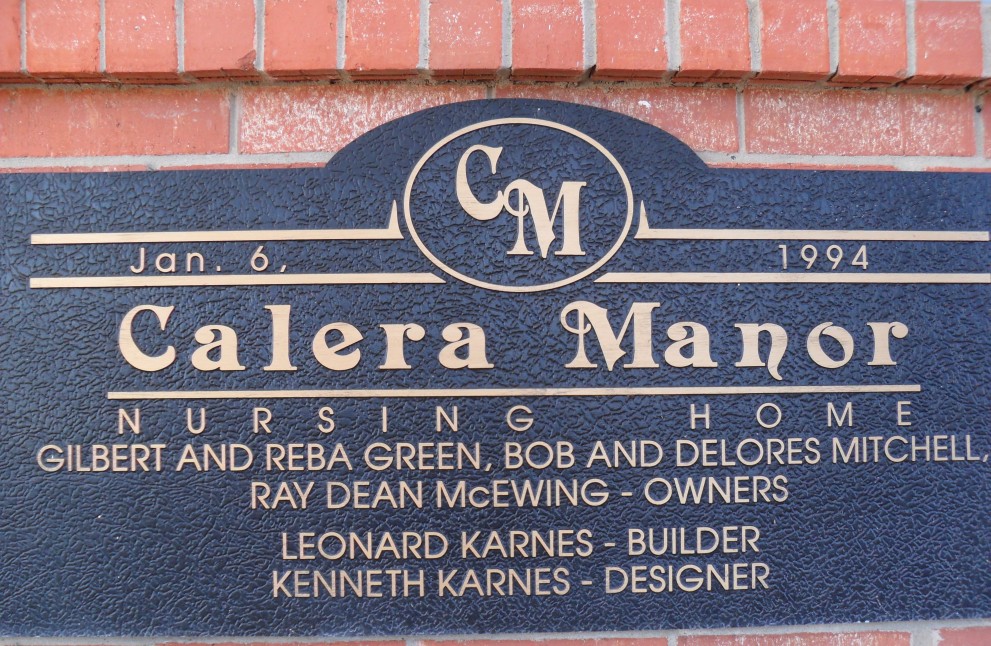 CM
Jan. 6, 1994
Calera Manor
NURSING HOME
GILBERT AND REBA GREEN, BOB AND DELORES MITCHELL,
RAY DEAN McEWING - OWNERS
LEONARD KARNES - BUILDER
KENNETH KARNES - DESIGNER